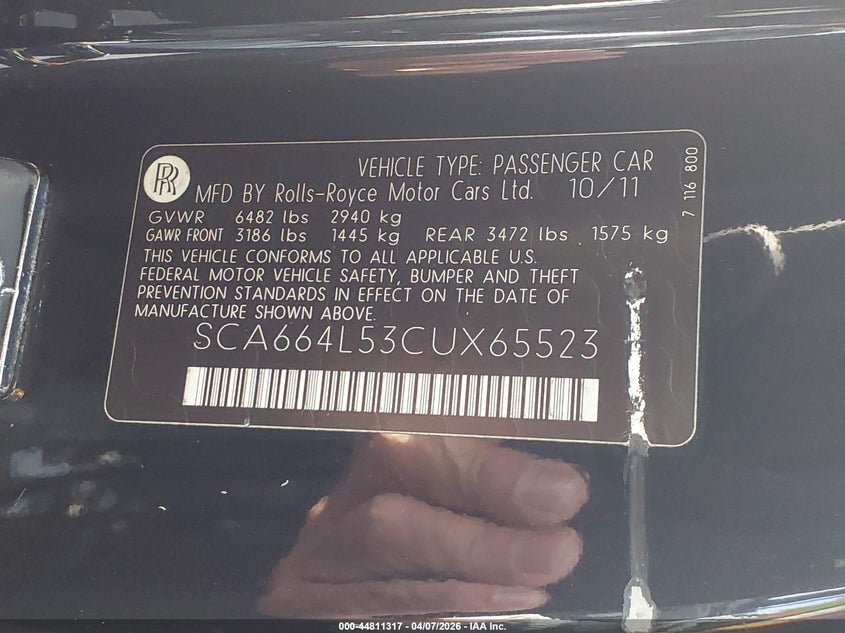 RR
VEHICLE TYPE: PASSENGER CAR
MFD BY Rolls-Royce Motor Cars Ltd. 10/11
GVWR 6482 lbs 2940 kg
GAWR FRONT 3186 lbs 1445 kg REAR 3472 lbs 1575 kg
THIS VEHICLE CONFORMS TO ALL APPLICABLE U.S.
FEDERAL MOTOR VEHICLE SAFETY, BUMPER AND THEFT
PREVENTION STANDARDS IN EFFECT ON THE DATE OF
MANUFACTURE SHOWN ABOVE.
SCA664L53CUX65523
7 116 800
000-44811317 - 04/07/2026 - IAA Inc.